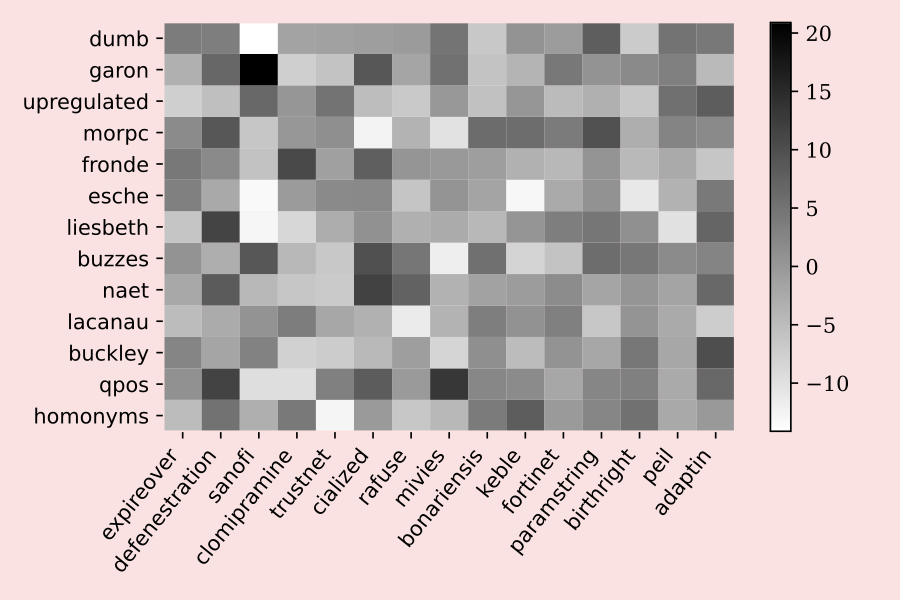 dumb
garon
upregulated
morpc
fronde
esche
liesbeth
buzzes
naet
lacanau
buckley
qpos
homonyms
expireover
defenestration
sanofi
clomipramine
trustnet
cialized
rafuse
mivies
bonariensis
keble
fortinet
paramstring
birthright
peil
adaptin
20
15
10
5
0
−5
−10